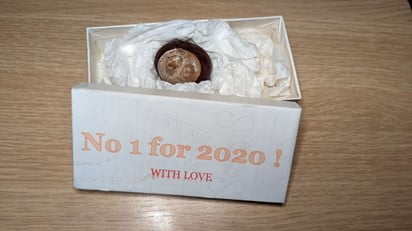 No 1 for 2020 !
WITH LOVE